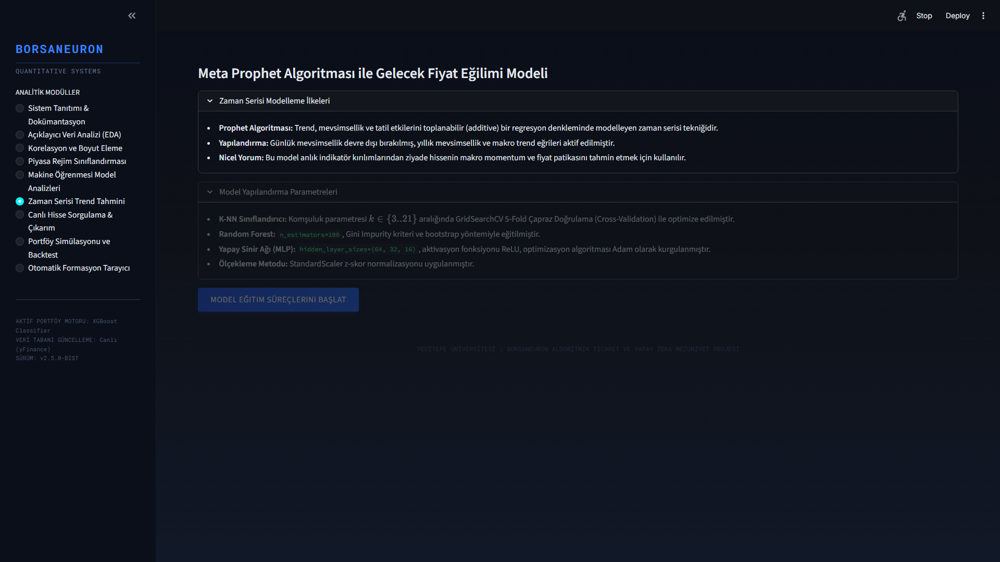 Stop
Deploy
BORSANEURON
QUANTITATIVE SYSTEMS
ANALİTİK MODÜLLER
Sistem Tanıtımı &
Dokümantasyon
Açıklayıcı Veri Analizi (EDA)
Korelasyon ve Boyut Eleme
Piyasa Rejim Sınıflandırması
Makine Öğrenmesi Model
Analizleri
Zaman Serisi Trend Tahmini
Canlı Hisse Sorgulama &
Çıkarım
Portföy Simülasyonu ve
Backtest
Otomatik Formasyon Tarayıcı
AKTİF PORTFÖY MOTORU: XGBoost
Classifier
VERİ TABANI GÜNCELLEME: Canlı
(yFinance)
SÜRÜM: v2.5.0-BIST
Meta Prophet Algoritması ile Gelecek Fiyat Eğilimi Modeli
Zaman Serisi Modelleme İlkeleri
Prophet Algoritması: Trend, mevsimsellik ve tatil etkilerini toplanabilir (additive) bir regresyon denkleminde modelleyen zaman serisi tekniğidir.
Yapılandırma: Günlük mevsimsellik devre dışı bırakılmış, yıllık mevsimsellik ve makro trend eğrileri aktif edilmiştir.
Nicel Yorum: Bu model anlık indikatör kırılımlarından ziyade hissenin makro momentum ve fiyat patikasını tahmin etmek için kullanılır.
Model Yapılandırma Parametreleri
K-NN Sınıflandırıcı: Komşuluk parametresi k ∈ {3..21} aralığında GridSearchCV 5-Fold Çapraz Doğrulama (Cross-Validation) ile optimize edilmiştir.
Random Forest: n_estimators=100 , Gini Impurity kriteri ve bootstrap yöntemiyle eğitilmiştir.
Yapay Sinir Ağı (MLP): hidden_layer_sizes=(64, 32, 16) , aktivasyon fonksiyonu ReLU, optimizasyon algoritması Adam olarak kurgulanmıştır.
Ölçekleme Metodu: StandardScaler z-skor normalizasyonu uygulanmıştır.
MODEL EĞITIM SÜREÇLERINI BAŞLAT
YEDİTEPE ÜNİVERSİTESİ | BORSANEURON ALGORİTMİK TİCARET VE YAPAY ZEKA MEZUNİYET PROJESİ